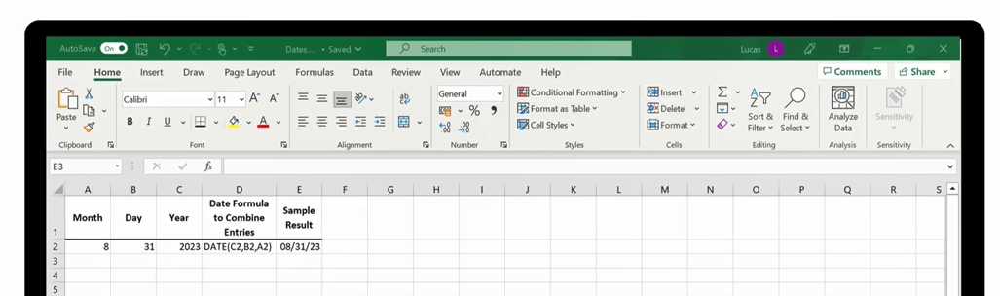 AutoSave On Dates.... • Saved Search Lucas L
File Home Insert Draw Page Layout Formulas Data Review View Automate Help Comments Share
Paste Calibri 11 A A ab General Conditional Formatting Insert Σ A Z Sort & Filter Find & Select Analyze Data Sensitivity
B I U A $ % 9 Format as Table Delete
.00 .00 Cell Styles Format
Clipboard Font Alignment Number Styles Cells Editing Analysis Sensitivity
E3 fx
A B C D E F G H I J K L M N O P Q R S
1 Month Day Year Date Formula to Combine Entries Sample Result
2 8 31 2023 DATE(C2,B2,A2) 08/31/23
3
4
5